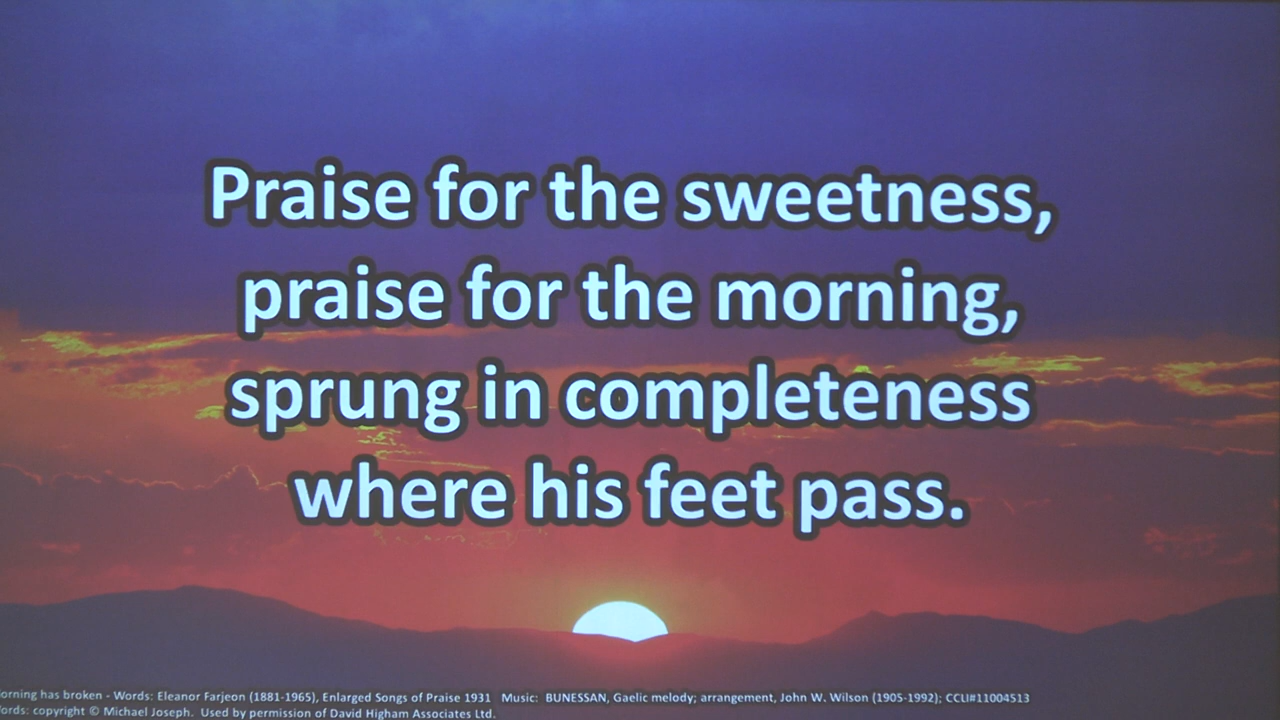 Praise for the sweetness,
praise for the morning,
sprung in completeness
where his feet pass.
orning has broken - Words: Eleanor Farjeon (1881-1965), Enlarged Songs of Praise 1931 Music: BUNESSAN, Gaelic melody; arrangement, John W. Wilson (1905-1992); CCLI#11004513
ords: copyright © Michael Joseph. Used by permission of David Higham Associates Ltd.